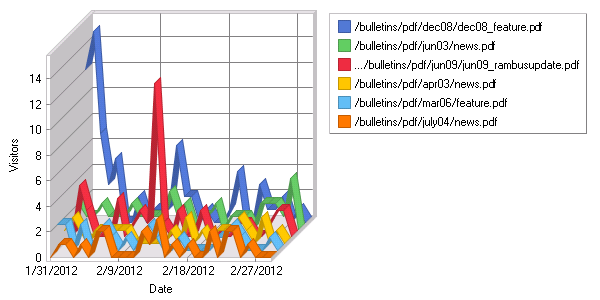 /bulletins/pdf/dec08/dec08_feature.pdf
/bulletins/pdf/jun03/news.pdf
.../bulletins/pdf/jun09/jun09_rambusupdate.pdf
/bulletins/pdf/apr03/news.pdf
/bulletins/pdf/mar06/feature.pdf
/bulletins/pdf/july04/news.pdf
Visitors
14
12
10
8
6
4
2
0
1/31/2012 2/9/2012 2/18/2012 2/27/2012
Date